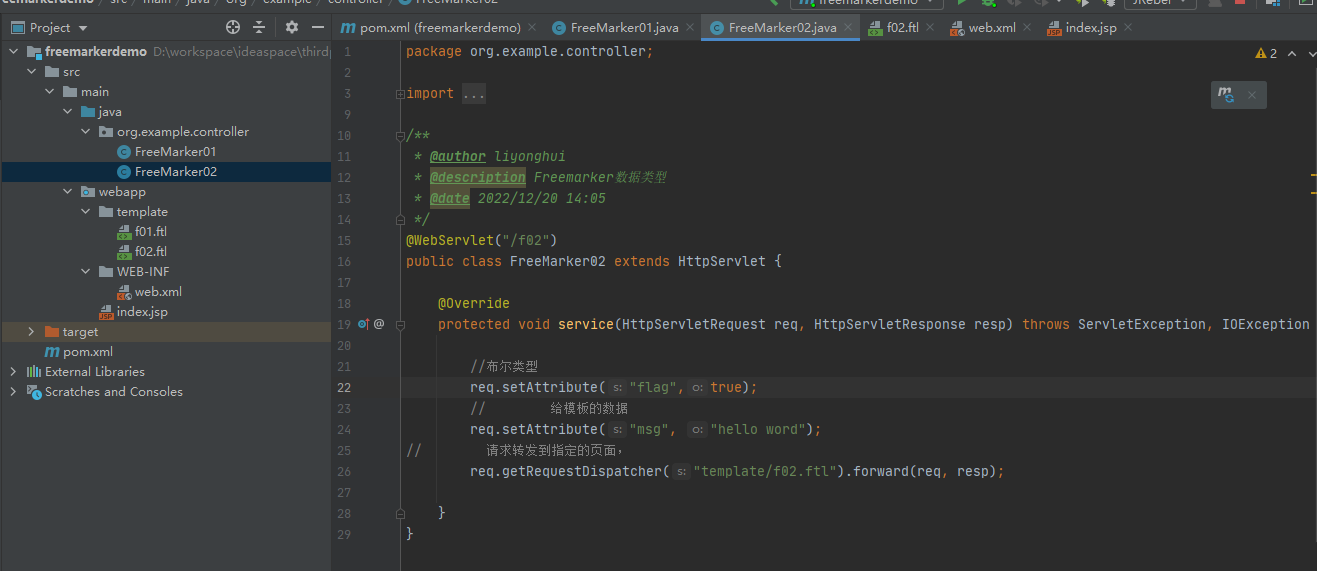 cemarkerdemo › src › main › java › org › example › controller › FreeMarker02
freemarkerdemo
JRebel
Project
pom.xml (freemarkerdemo)
FreeMarker01.java
FreeMarker02.java
f02.ftl
web.xml
index.jsp
freemarkerdemo D:\workspace\ideaspace\third
src
main
java
org.example.controller
FreeMarker01
FreeMarker02
webapp
template
f01.ftl
f02.ftl
WEB-INF
web.xml
index.jsp
target
pom.xml
External Libraries
Scratches and Consoles
2
1 package org.example.controller;
2
3 import ...
9
10 /**
11 * @author liyonghui
12 * @description Freemarker数据类型
13 * @date 2022/12/20 14:05
14 */
15 @WebServlet("/f02")
16 public class FreeMarker02 extends HttpServlet {
17
18 @Override
19 @ protected void service(HttpServletRequest req, HttpServletResponse resp) throws ServletException, IOException
20
21 //布尔类型
22 req.setAttribute( s: "flag", o: true);
23 // 给模板的数据
24 req.setAttribute( s: "msg", o: "hello word");
25 // 请求转发到指定的页面,
26 req.getRequestDispatcher( s: "template/f02.ftl").forward(req, resp);
27
28 }
29 }